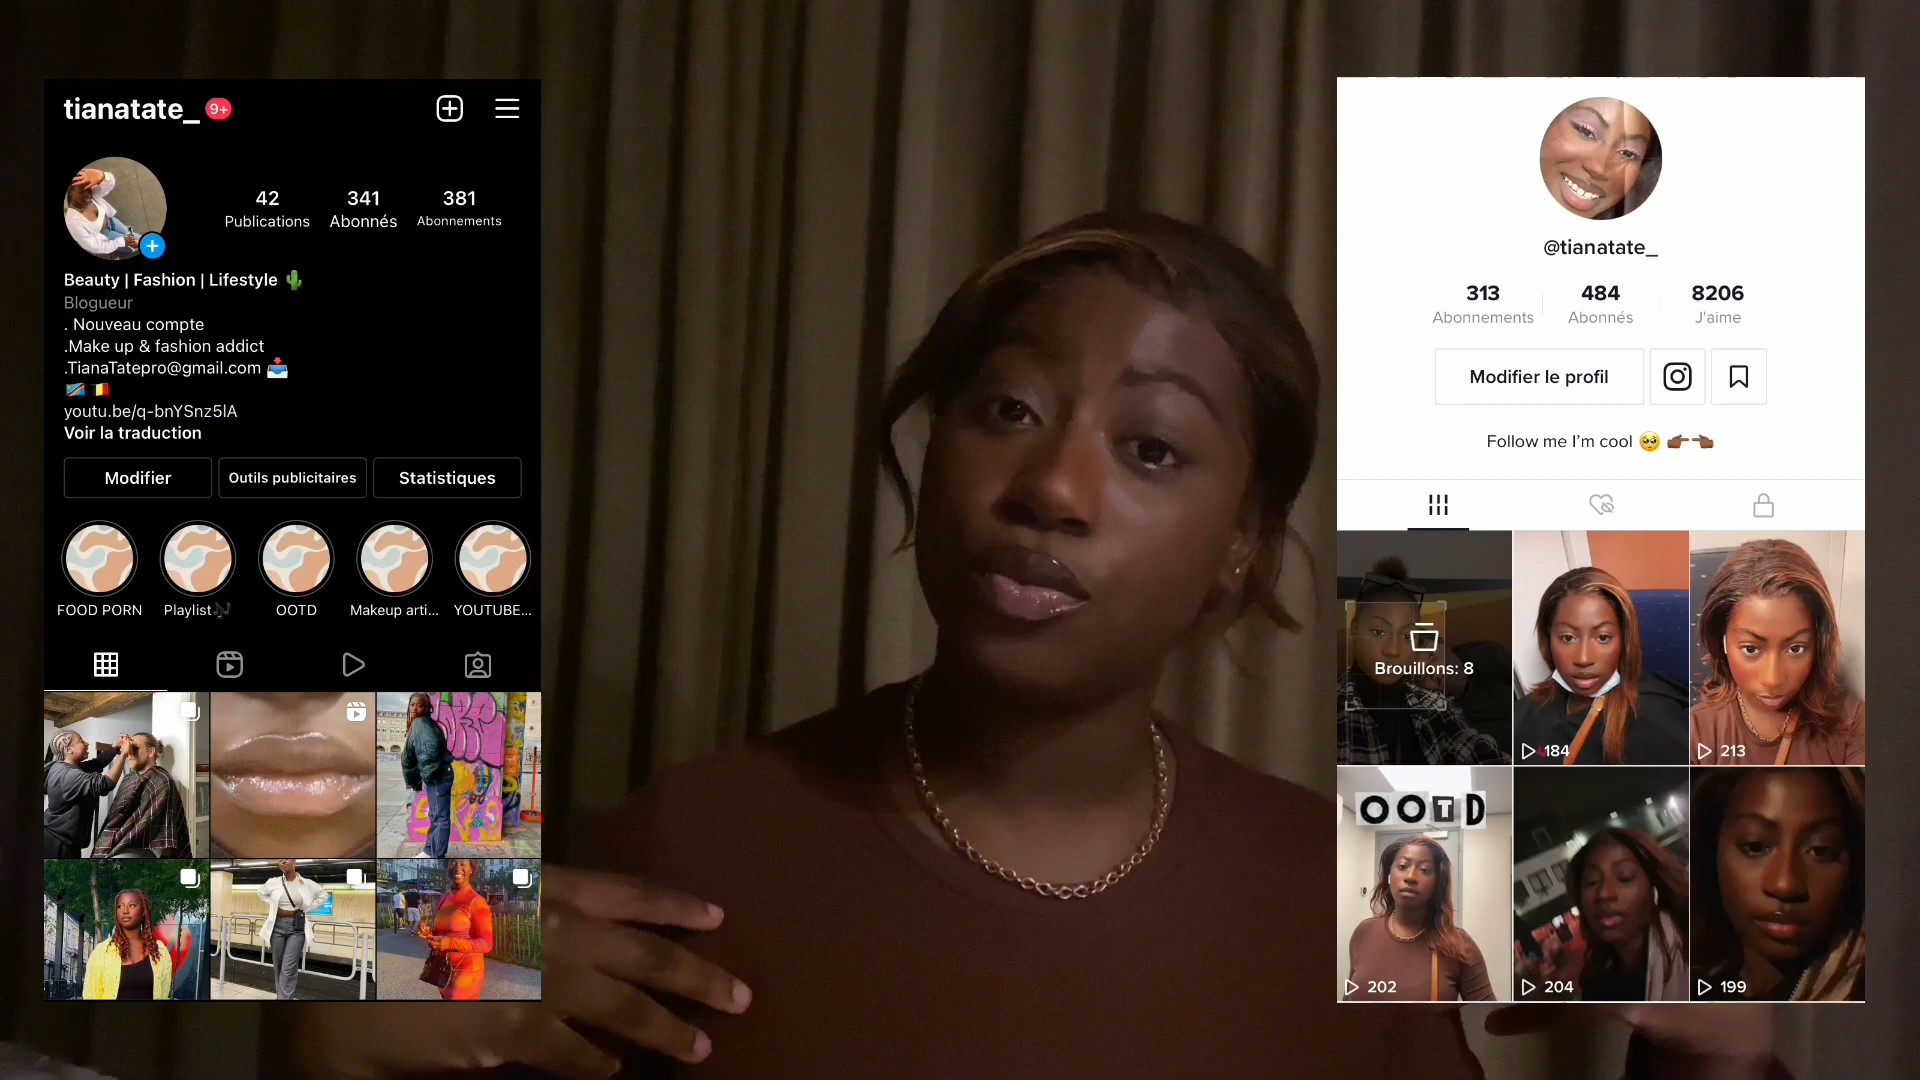 tianatate_ 9+
42 341 381
Publications Abonnés Abonnements
Beauty | Fashion | Lifestyle 🌵
Blogueur
. Nouveau compte
.Make up & fashion addict
.TianaTatepro@gmail.com 📥
🇨🇩 🇧🇪
youtu.be/q-bnYSnz5lA
Voir la traduction
Modifier Outils publicitaires Statistiques
FOOD PORN Playlist🎶 OOTD Makeup arti... YOUTUBE...
@tianatate_
313 484 8206
Abonnements Abonnés J'aime
Modifier le profil
Follow me I'm cool 🥺 👉🏾👈🏾
Brouillons: 8
184
213
OOTD
202
204
199